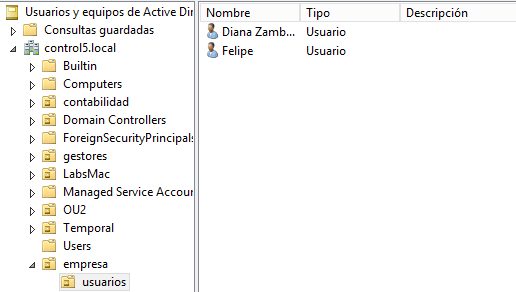 Usuarios y equipos de Active Dir
Consultas guardadas
control5.local
Builtin
Computers
contabilidad
Domain Controllers
ForeignSecurityPrincipals
gestores
LabsMac
Managed Service Accour
OU2
Temporal
Users
empresa
usuarios
Nombre Tipo Descripción
Diana Zamb... Usuario
Felipe Usuario